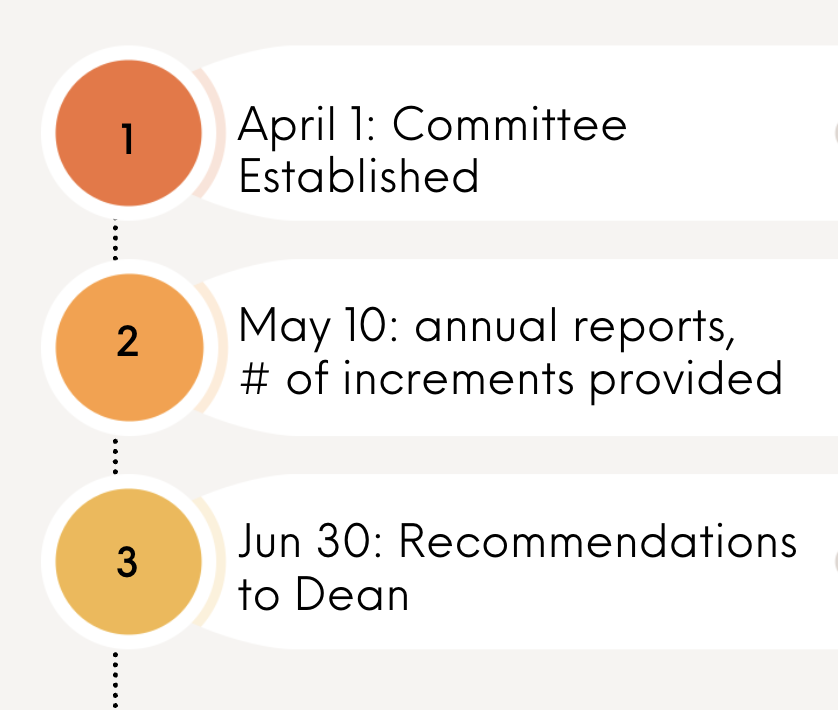 1
April 1: Committee
Established
2
May 10: annual reports,
# of increments provided
3
Jun 30: Recommendations
to Dean